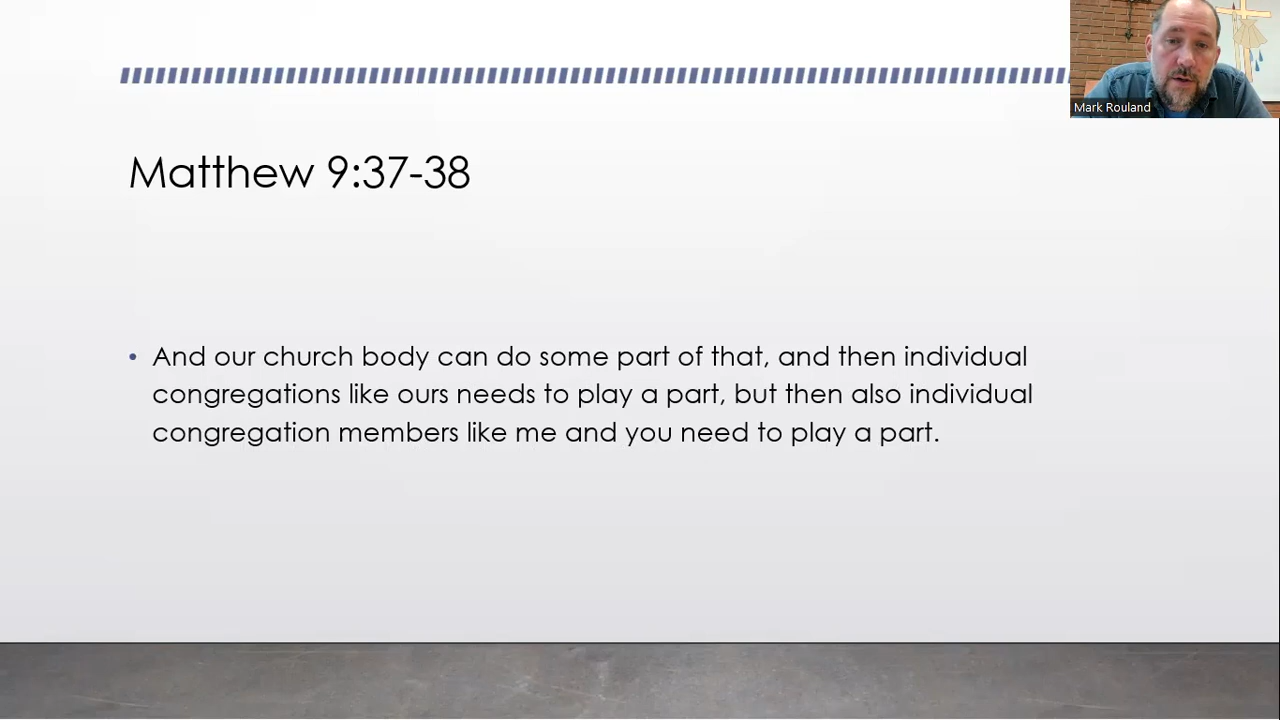 Mark Rouland
Matthew 9:37-38
• And our church body can do some part of that, and then individual
congregations like ours needs to play a part, but then also individual
congregation members like me and you need to play a part.